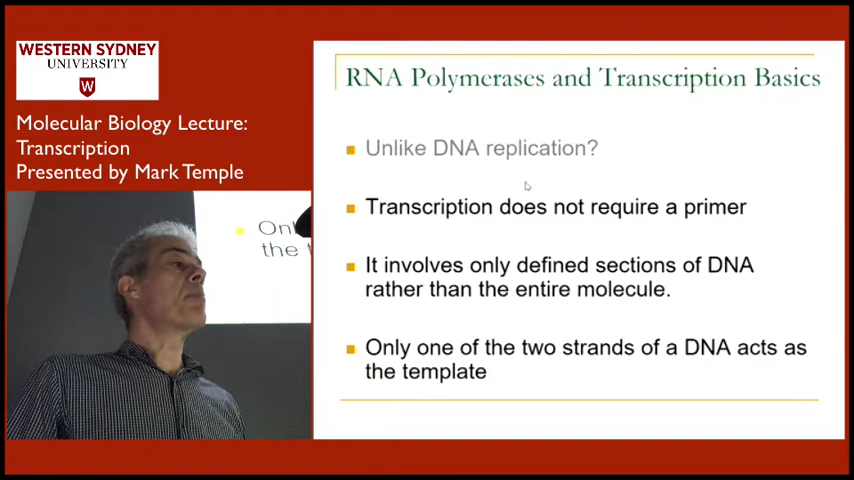 WESTERN SYDNEY
UNIVERSITY
W
Molecular Biology Lecture:
Transcription
Presented by Mark Temple
RNA Polymerases and Transcription Basics
Unlike DNA replication?
Transcription does not require a primer
It involves only defined sections of DNA
rather than the entire molecule.
Only one of the two strands of a DNA acts as
the template
Onl
the t